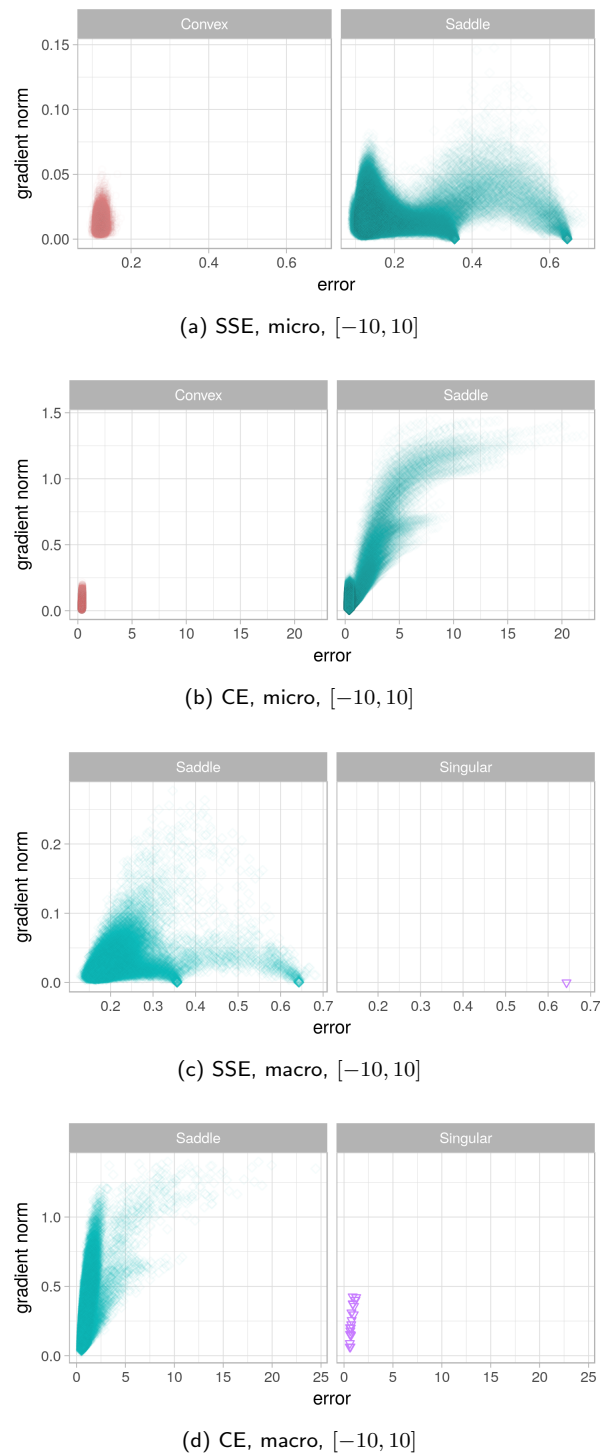 Convex Saddle
0.15
0.10
0.05
0.00
gradient norm
0.2 0.4 0.6 0.2 0.4 0.6
error
(a) SSE, micro, [−10, 10]
Convex Saddle
1.5
1.0
0.5
0.0
gradient norm
0 5 10 15 20 0 5 10 15 20
error
(b) CE, micro, [−10, 10]
Saddle Singular
0.2
0.1
0.0
gradient norm
0.2 0.3 0.4 0.5 0.6 0.7 0.2 0.3 0.4 0.5 0.6 0.7
error
(c) SSE, macro, [−10, 10]
Saddle Singular
1.0
0.5
0.0
gradient norm
0 5 10 15 20 25 0 5 10 15 20 25
error
(d) CE, macro, [−10, 10]